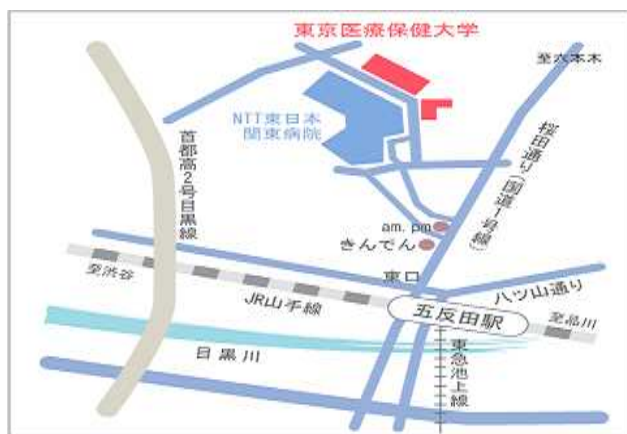 東京医療保健大学
至六本木
NTT東日本
関東病院
首都高2号目黒線
桜田通り(国道1号線)
am. pm
きんでん
東口
八ツ山通り
至渋谷
JR山手線
五反田駅
至品川
目黒川
東急池上線